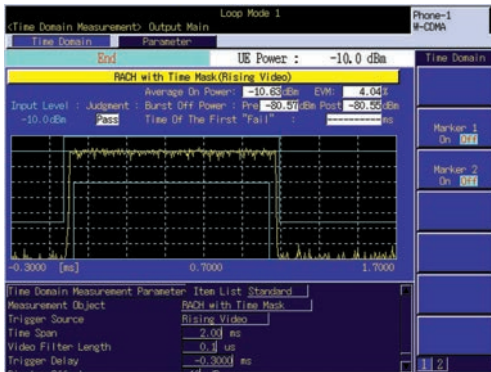 Loop Mode 1
Phone-1
W-CDMA
<Time Domain Measurement> Output Main
Time Domain Parameter
End UE Power : -10.0 dBm Time Domain
RACH with Time Mask(Rising Video)
Average On Power: -10.63dBm EVM: 4.04%
Input Level : Judgment : Burst Off Power : Pre -80.57dBm Post -80.55dBm
-10.0dBm Pass Time Of The First "Fail" : ---------- ms
Marker 1
On Off
Marker 2
On Off
-0.3000 [ms] 0.7000 1.7000
Time Domain Measurement Parameter Item List Standard
Measurement Object RACH with Time Mask
Trigger Source Rising Video
Time Span 2.00 ms
Video Filter Length 0.1 us
Trigger Delay -0.3000 ms
1 2